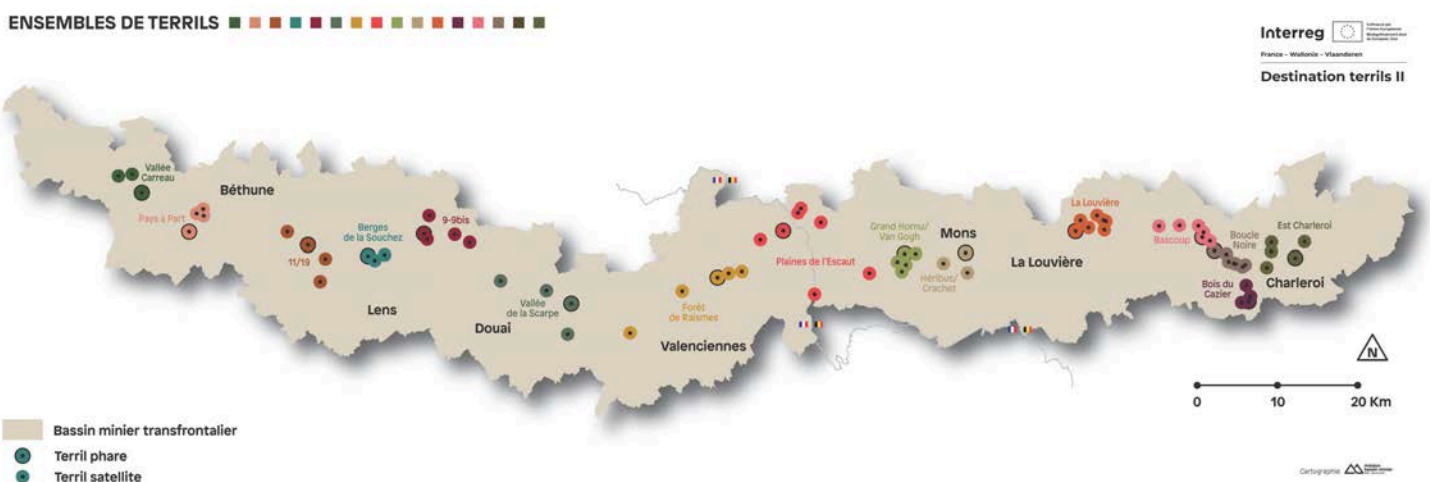 ENSEMBLES DE TERRILS
Interreg
France – Wallonie – Vlaanderen
Destination terrils II
Vallée
Carreau
Béthune
Pays à Part
11/19
Berges
de la Souchez
9-9bis
Lens
Douai
Vallée
de la Scarpe
Forêt
de Raismes
Valenciennes
Plaines de l'Escaut
Grand Hornu/
Van Gogh
Mons
Héribus/
Crachet
La Louvière
La Louvière
Bascoup
Boucle
Noire
Est Charleroi
Bois du
Cazier
Charleroi
N
0 10 20 Km
Bassin minier transfrontalier
Terril phare
Terril satellite
Cartographie